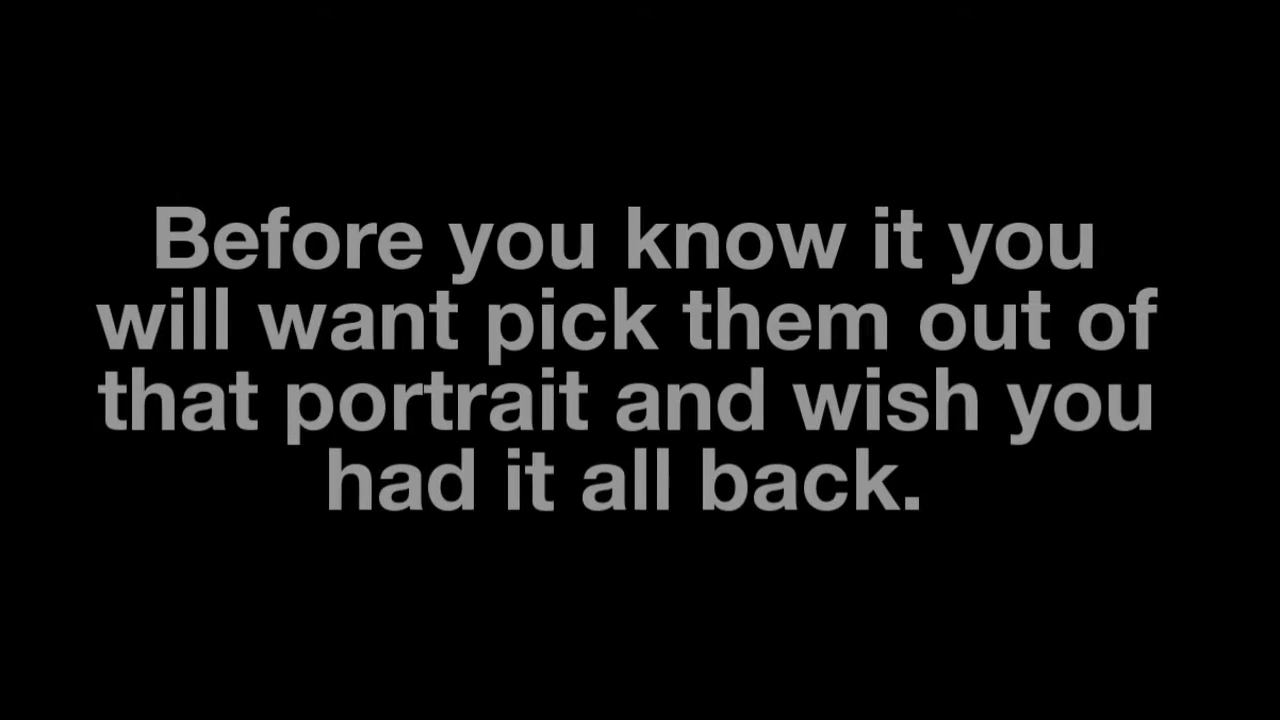 Before you know it you
will want pick them out of
that portrait and wish you
had it all back.